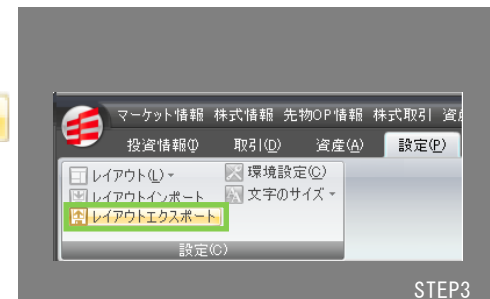 マーケット情報 株式情報 先物OP情報 株式取引 資産
投資情報(I) 取引(D) 資産(A) 設定(P)
レイアウト(L) 環境設定(C)
レイアウトインポート 文字のサイズ
レイアウトエクスポート
設定(C)
STEP3